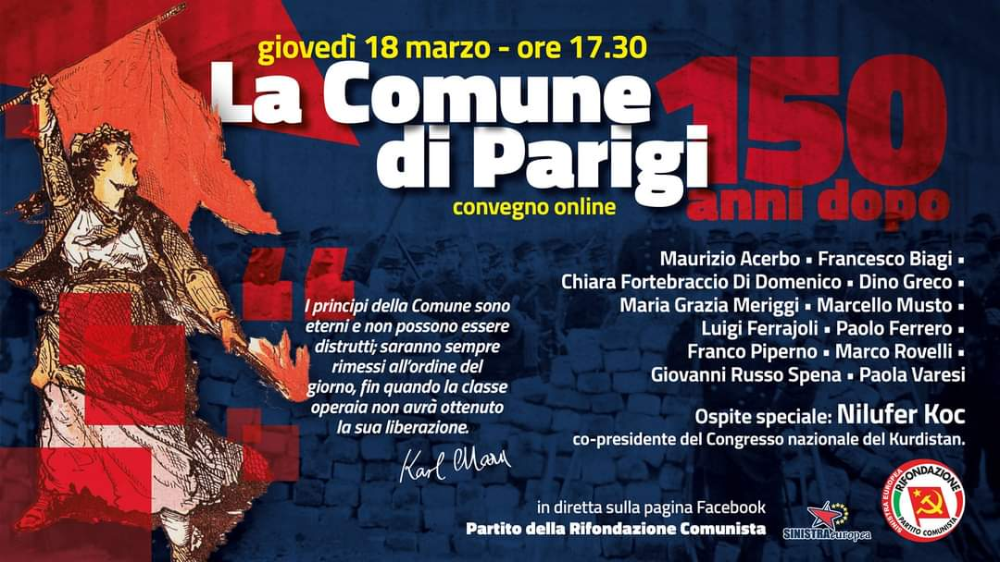 giovedì 18 marzo - ore 17.30
La Comune
di Parigi
convegno online
150
anni dopo
Maurizio Acerbo • Francesco Biagi •
Chiara Fortebraccio Di Domenico • Dino Greco •
Maria Grazia Meriggi • Marcello Musto •
Luigi Ferrajoli • Paolo Ferrero •
Franco Piperno • Marco Rovelli •
Giovanni Russo Spena • Paola Varesi
“
I principi della Comune sono
eterni e non possono essere
distrutti; saranno sempre
rimessi all’ordine del
giorno, fin quando la classe
operaia non avrà ottenuto
la sua liberazione.
Karl Marx
Ospite speciale: Nilufer Koc
co-presidente del Congresso nazionale del Kurdistan.
in diretta sulla pagina Facebook
Partito della Rifondazione Comunista
SINISTRAeuropea
SINISTRA EUROPEA
RIFONDAZIONE
PARTITO COMUNISTA